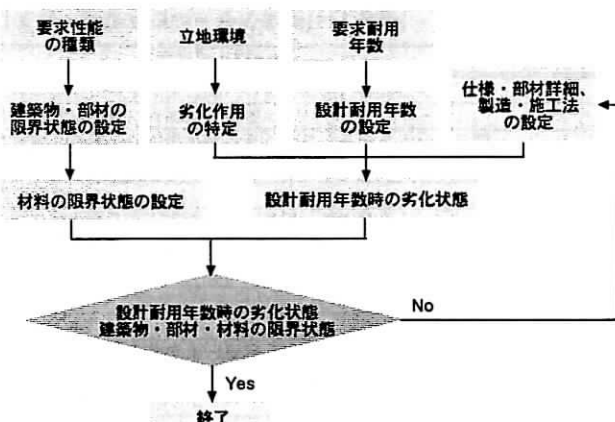 要求性能
の種類
立地環境
要求耐用
年数
建築物・部材の
限界状態の設定
劣化作用
の特定
設計耐用年数
の設定
仕様・部材詳細、
製造・施工法
の設定
材料の限界状態の設定
設計耐用年数時の劣化状態
設計耐用年数時の劣化状態
建築物・部材・材料の限界状態
No
Yes
終了